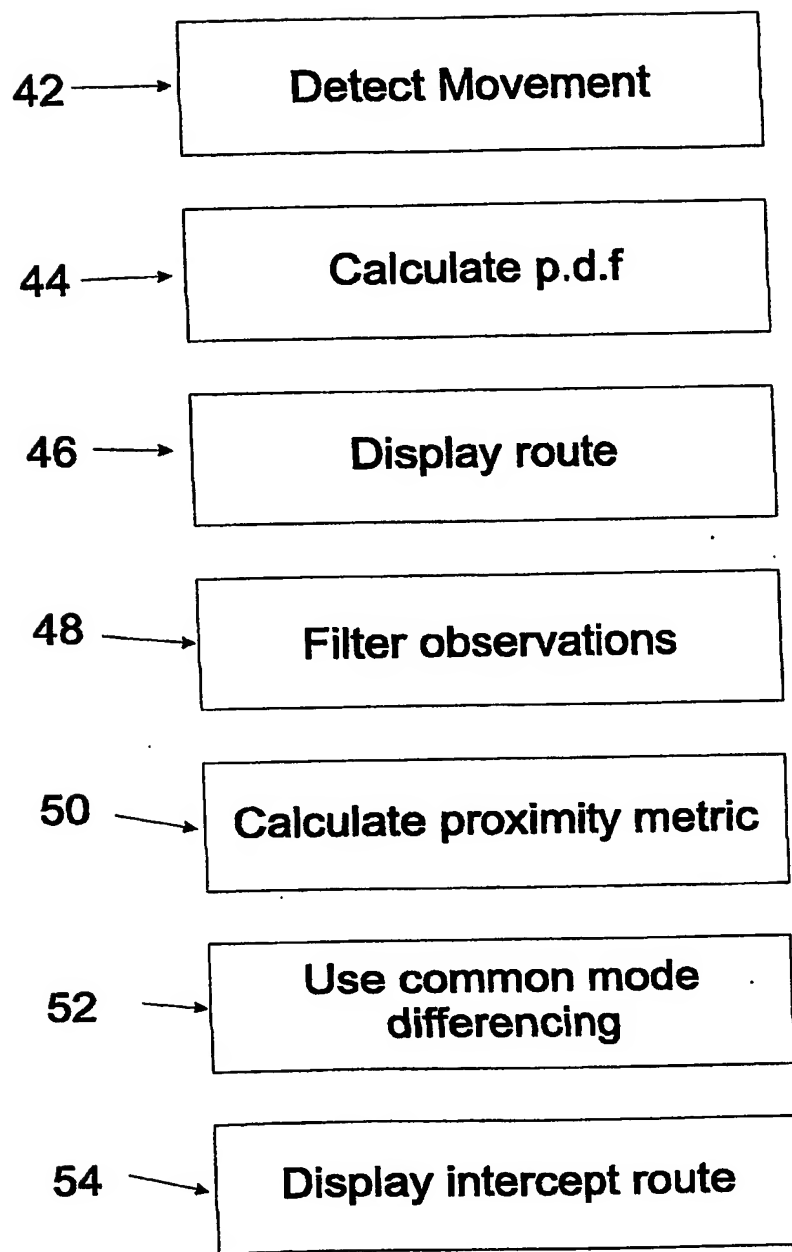 42
Detect Movement
44
Calculate p.d.f
46
Display route
48
Filter observations
50
Calculate proximity metric
52
Use common mode
differencing
54
Display intercept route